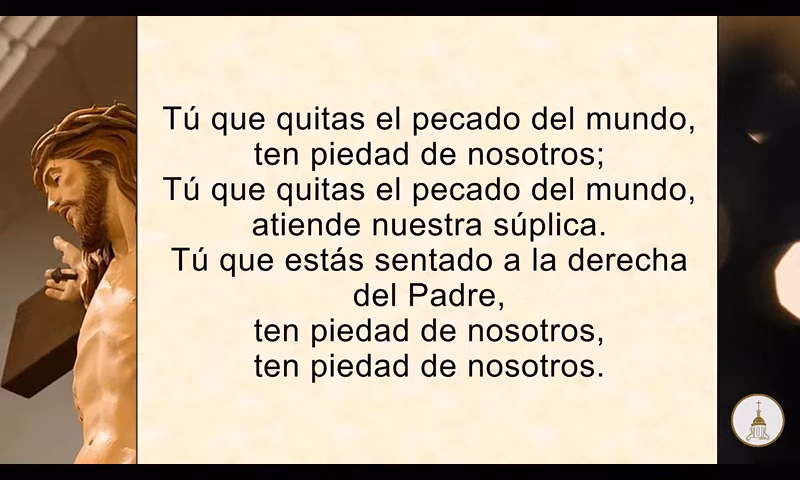 Tú que quitas el pecado del mundo,
ten piedad de nosotros;
Tú que quitas el pecado del mundo,
atiende nuestra súplica.
Tú que estás sentado a la derecha
del Padre,
ten piedad de nosotros,
ten piedad de nosotros.